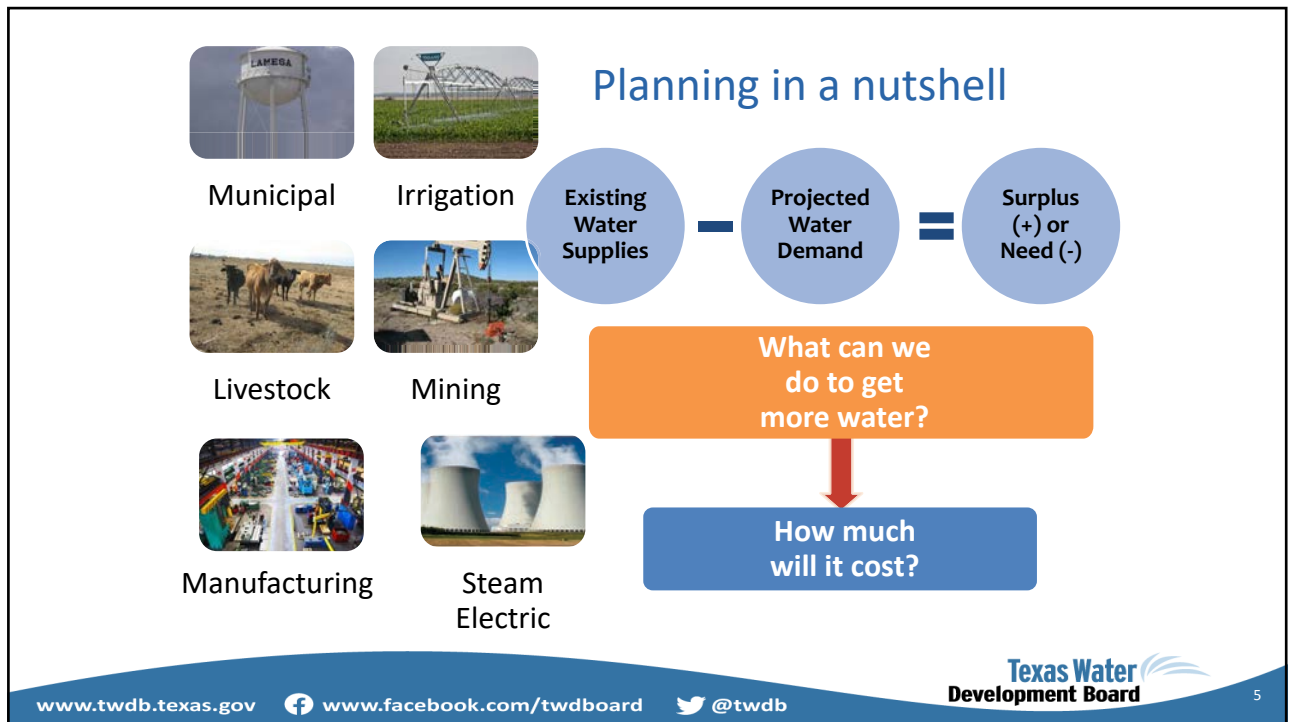 LAMESA
Planning in a nutshell
Municipal
Irrigation
Existing
Water
Supplies
Projected
Water
Demand
Surplus
(+) or
Need (-)
Livestock
Mining
What can we
do to get
more water?
How much
will it cost?
Manufacturing
Steam
Electric
www.twdb.texas.gov
www.facebook.com/twdboard
@twdb
Texas Water
Development Board
5